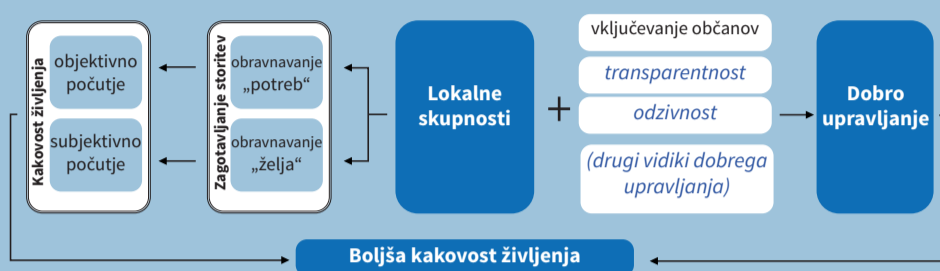 Kakovost življenja
objektivno
počutje
subjektivno
počutje
Zagotavljanje storitev
obravnavanje
„potreb“
obravnavanje
„želja“
Lokalne
skupnosti
+
vključevanje občanov
transparentnost
odzivnost
(drugi vidiki dobrega
upravljanja)
Dobro
upravljanje
Boljša kakovost življenja